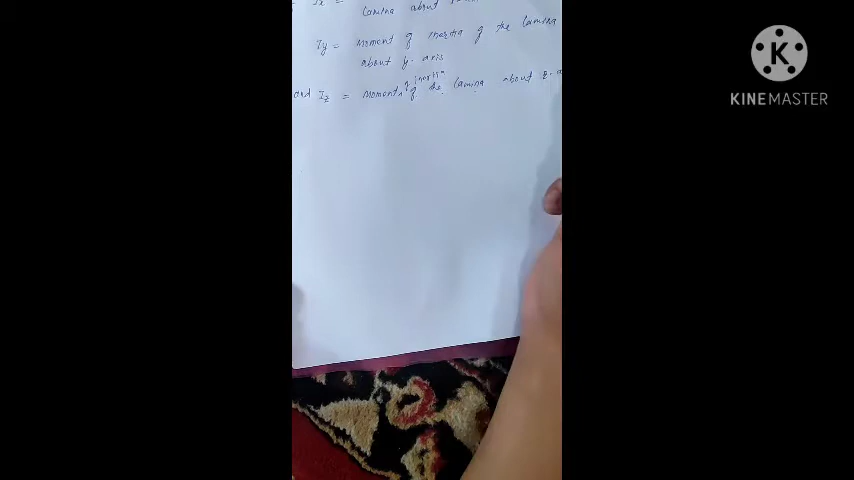 Ix =
Lamina about
Iy = Moment of inertia of the lamina
about y-axis
of inertia
and Iz = Moment of the lamina about z-
KINEMASTER